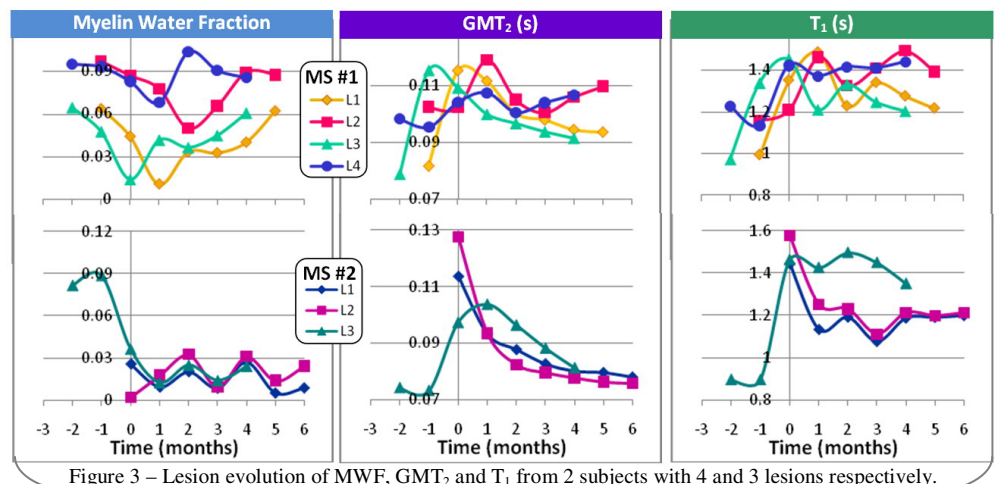 Myelin Water Fraction
GMT₂ (s)
T₁ (s)
0.09
0.06
0.03
0
MS #1
L1
L2
L3
L4
0.11
0.09
0.07
1.4
1.2
1
0.8
0.12
0.09
0.06
0.03
0
MS #2
L1
L2
L3
0.13
0.11
0.09
0.07
1.6
1.4
1.2
1
0.8
-3 -2 -1 0 1 2 3 4 5 6
Time (months)
-3 -2 -1 0 1 2 3 4 5 6
Time (months)
-3 -2 -1 0 1 2 3 4 5 6
Time (months)
Figure 3 – Lesion evolution of MWF, GMT₂ and T₁ from 2 subjects with 4 and 3 lesions respectively.